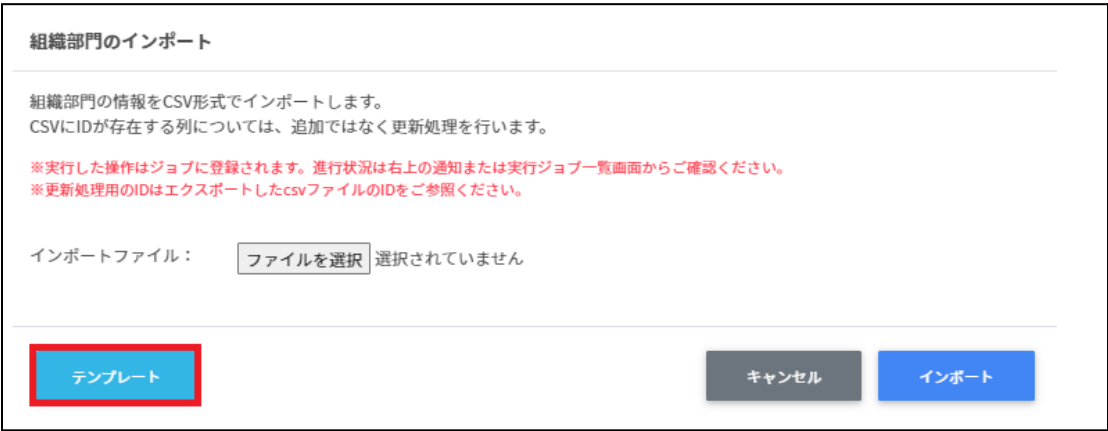 組織部門のインポート
組織部門の情報をCSV形式でインポートします。
CSVにIDが存在する列については、追加ではなく更新処理を行います。
※実行した操作はジョブに登録されます。進行状況は右上の通知または実行ジョブ一覧画面からご確認ください。
※更新処理用のIDはエクスポートしたcsvファイルのIDをご参照ください。
インポートファイル： ファイルを選択 選択されていません
テンプレート キャンセル インポート